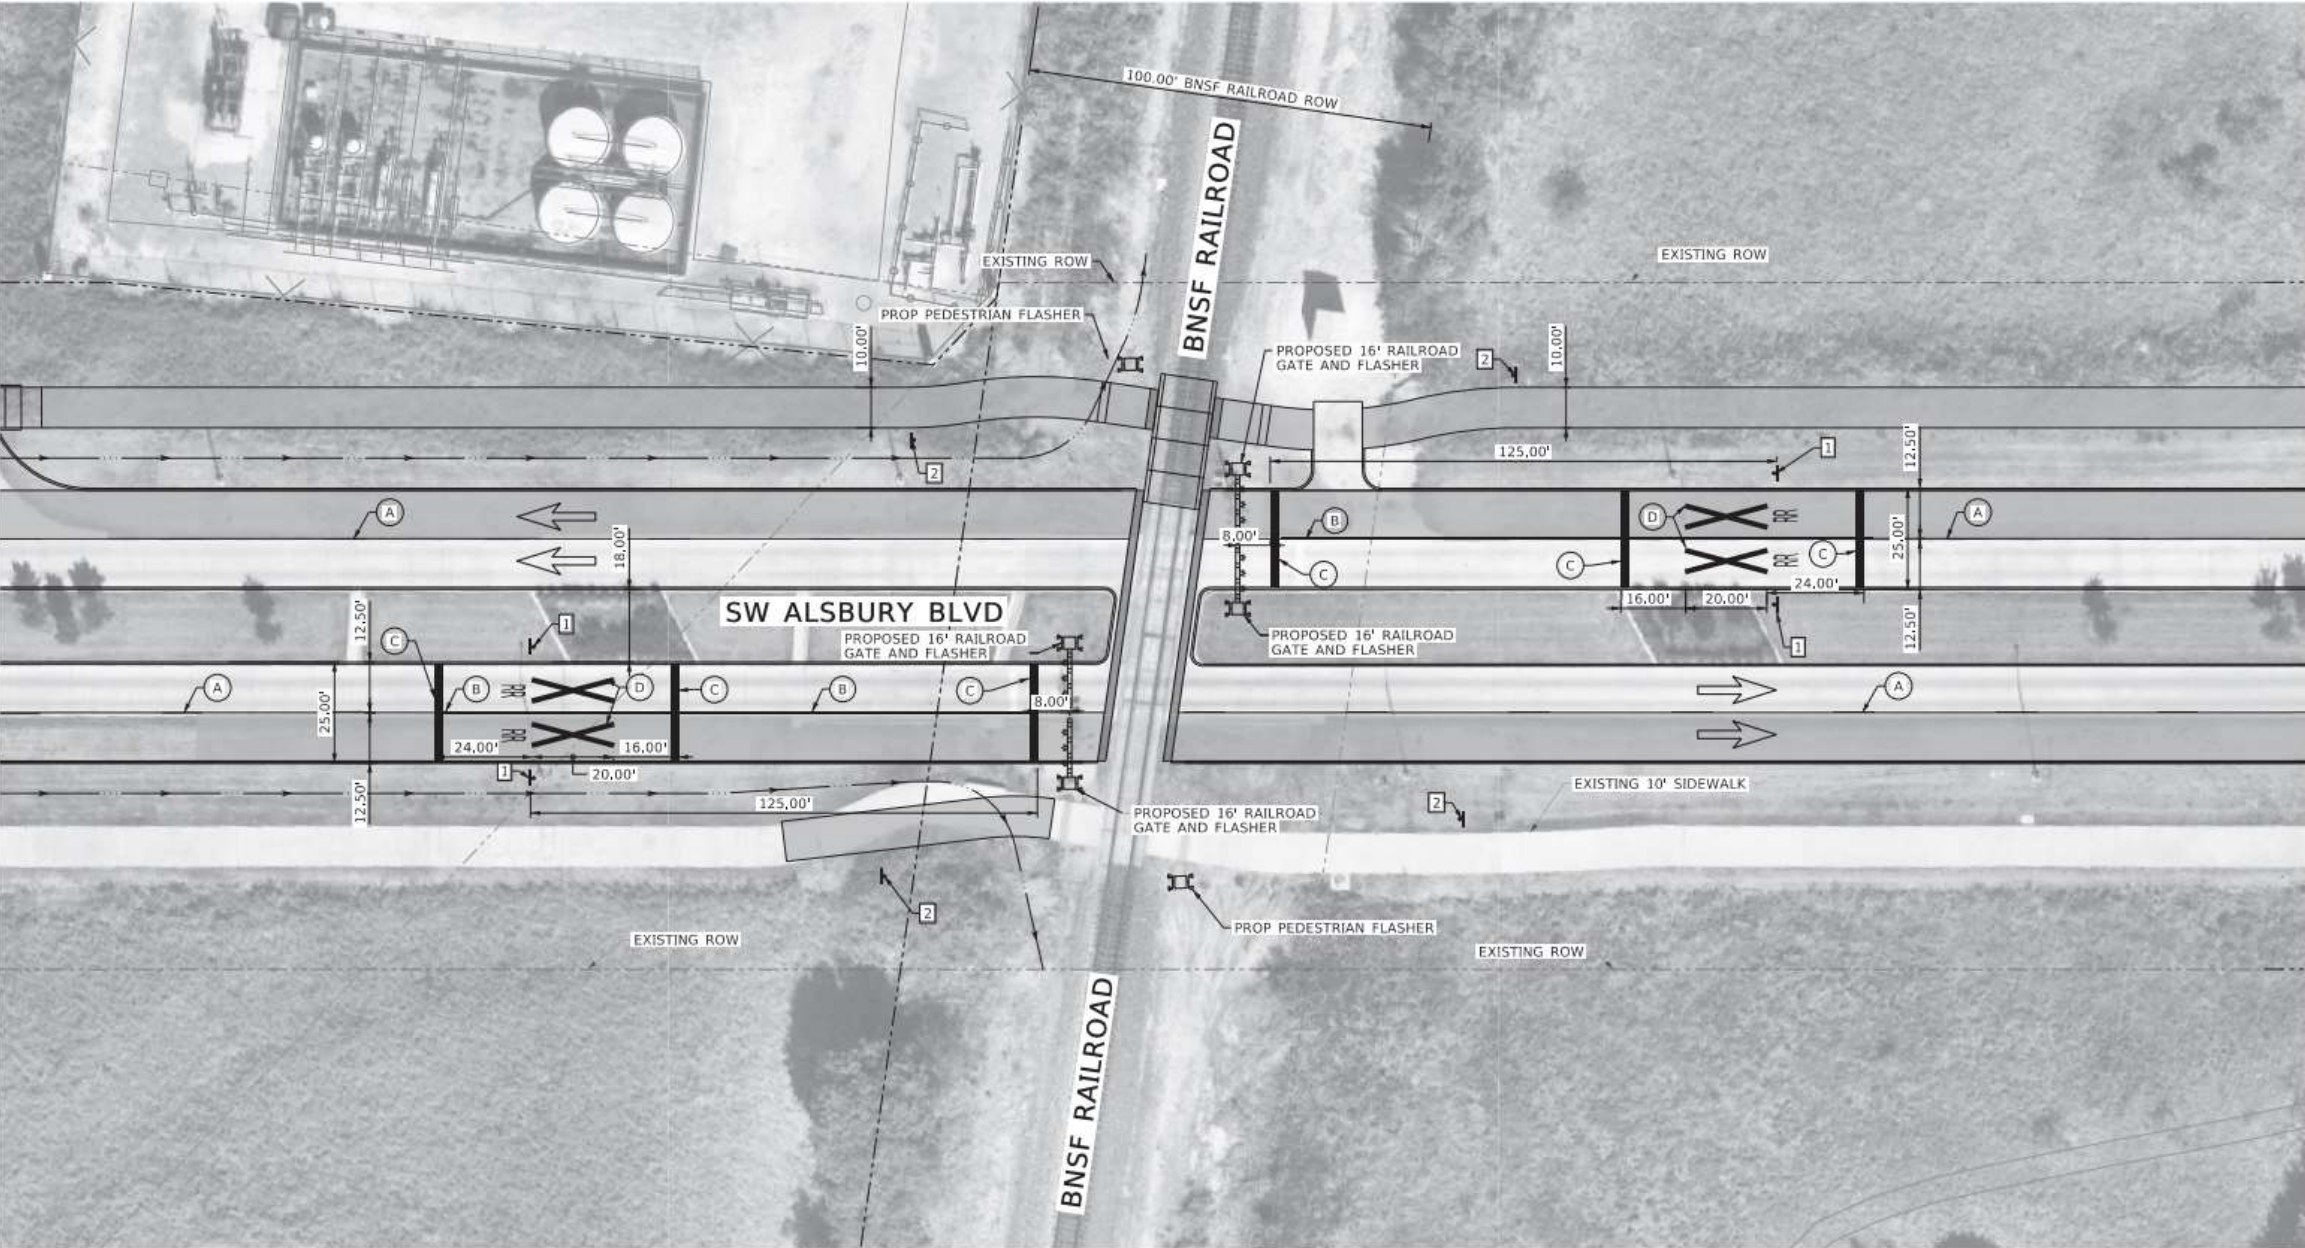 100.00' BNSF RAILROAD ROW
BNSF RAILROAD
EXISTING ROW
EXISTING ROW
PROP PEDESTRIAN FLASHER
10.00'
PROPOSED 16' RAILROAD
GATE AND FLASHER
2
10.00'
2
125.00'
1
12.50'
A
18.00'
8.00'
B
C
D
RR
RR
C
C
25.00'
A
16.00'
20.00'
24.00'
12.50'
1
SW ALSBURY BLVD
12.50'
C
1
PROPOSED 16' RAILROAD
GATE AND FLASHER
PROPOSED 16' RAILROAD
GATE AND FLASHER
A
25.00'
B
RR
RR
D
C
B
C
8.00'
A
24.00'
16.00'
20.00'
1
12.50'
125.00'
PROPOSED 16' RAILROAD
GATE AND FLASHER
EXISTING 10' SIDEWALK
2
2
PROP PEDESTRIAN FLASHER
EXISTING ROW
EXISTING ROW
BNSF RAILROAD